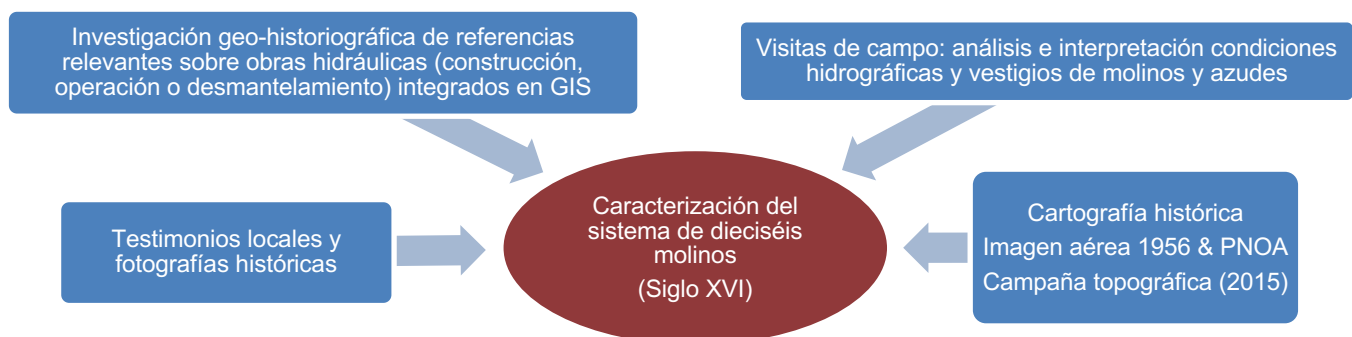 Investigación geo-historiográfica de referencias
relevantes sobre obras hidráulicas (construcción,
operación o desmantelamiento) integrados en GIS
Visitas de campo: análisis e interpretación condiciones
hidrográficas y vestigios de molinos y azudes
Testimonios locales y
fotografías históricas
Caracterización del
sistema de dieciséis
molinos
(Siglo XVI)
Cartografía histórica
Imagen aérea 1956 & PNOA
Campaña topográfica (2015)